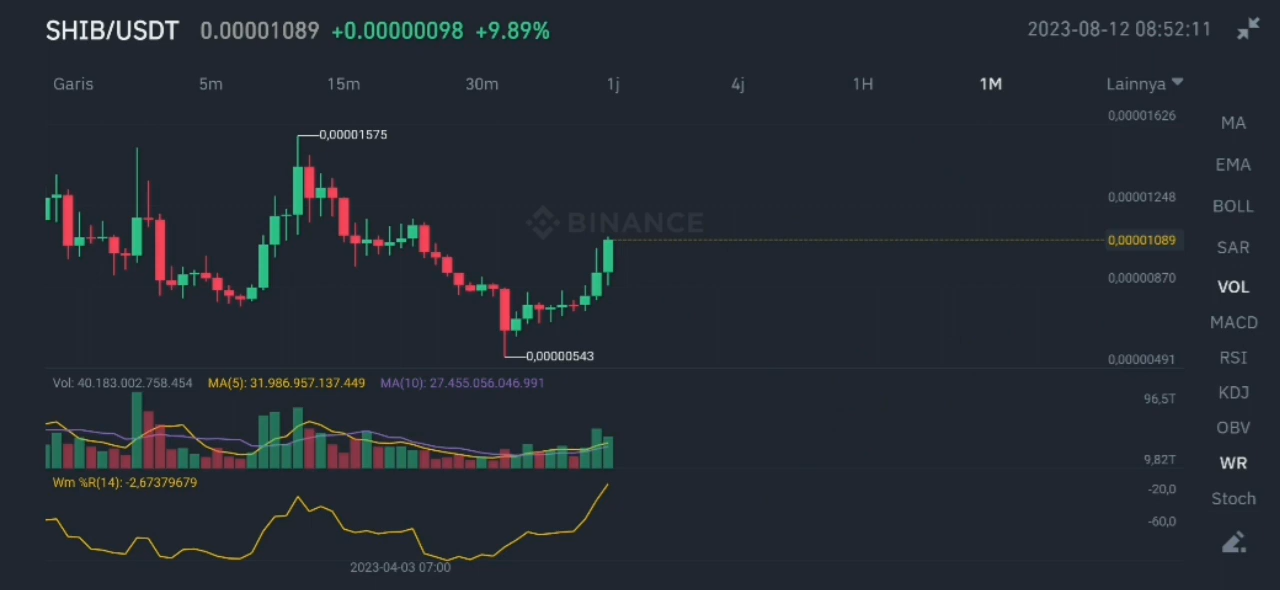 SHIB/USDT 0.00001089 +0.00000098 +9.89% 2023-08-12 08:52:11
Garis 5m 15m 30m 1j 4j 1H 1M Lainnya
0,00001626
MA
0,00001575
EMA
0,00001248
BOLL
BINANCE
0,00001089
SAR
0,00000870
VOL
MACD
0,00000543
0,00000491
RSI
Vol: 40.183.002.758.454 MA(5): 31.986.957.137.449 MA(10): 27.455.056.046.991
KDJ
96,5T
OBV
9,82T
WR
Wm %R(14): -2,67379679
-20,0
Stoch
-60,0
2023-04-03 07:00